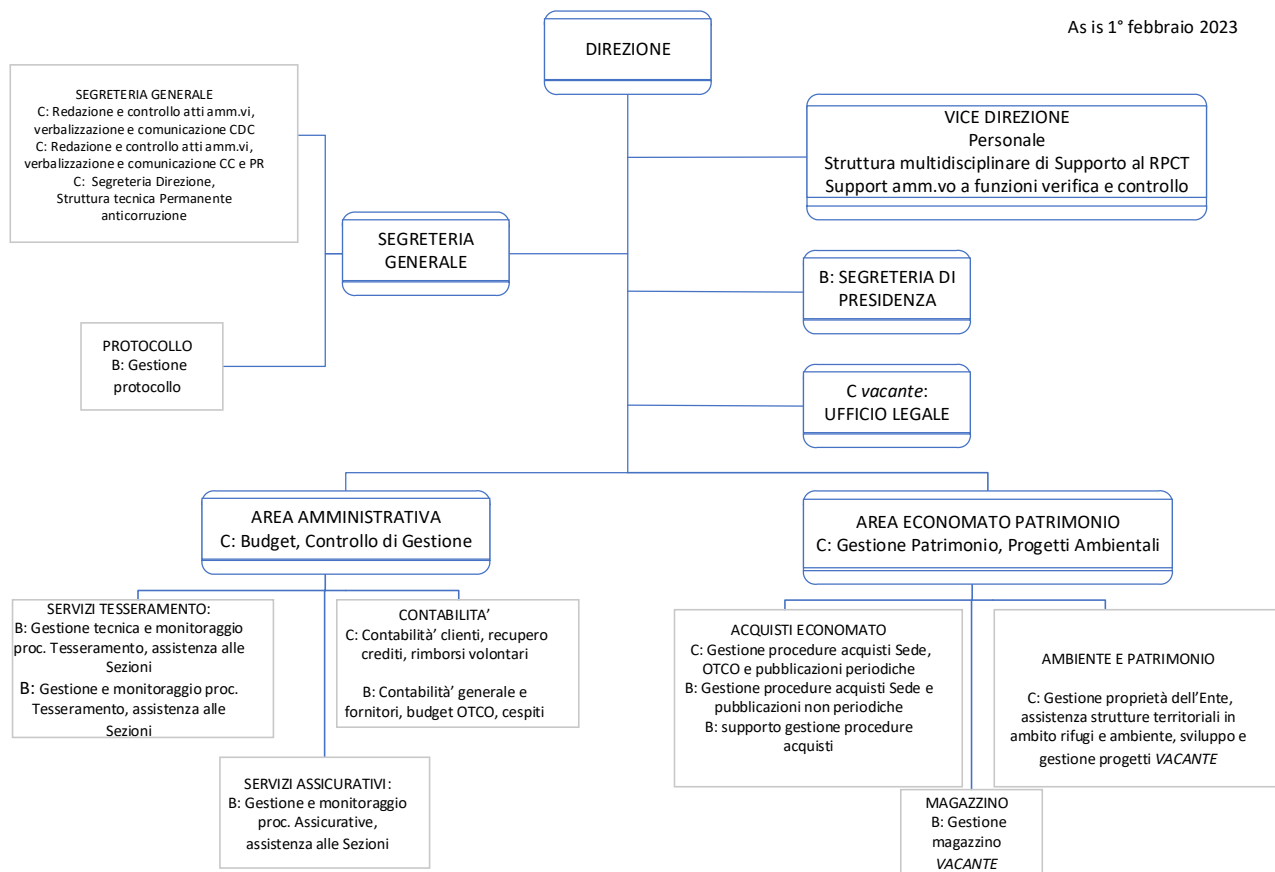 As is 1° febbraio 2023
DIREZIONE
SEGRETERIA GENERALE
C: Redazione e controllo atti amm.vi,
verbalizzazione e comunicazione CDC
C: Redazione e controllo atti amm.vi,
verbalizzazione e comunicazione CC e PR
C: Segreteria Direzione,
Struttura tecnica Permanente
anticorruzione
VICE DIREZIONE
Personale
Struttura multidisciplinare di Supporto al RPCT
Support amm.vo a funzioni verifica e controllo
SEGRETERIA
GENERALE
B: SEGRETERIA DI
PRESIDENZA
PROTOCOLLO
B: Gestione
protocollo
C vacante:
UFFICIO LEGALE
AREA AMMINISTRATIVA
C: Budget, Controllo di Gestione
AREA ECONOMATO PATRIMONIO
C: Gestione Patrimonio, Progetti Ambientali
SERVIZI TESSERAMENTO:
B: Gestione tecnica e monitoraggio
proc. Tesseramento, assistenza alle
Sezioni
B: Gestione e monitoraggio proc.
Tesseramento, assistenza alle
Sezioni
CONTABILITA’
C: Contabilità’ clienti, recupero
crediti, rimborsi volontari
B: Contabilità’ generale e
fornitori, budget OTCO, cespiti
SERVIZI ASSICURATIVI:
B: Gestione e monitoraggio
proc. Assicurative,
assistenza alle Sezioni
ACQUISTI ECONOMATO
C: Gestione procedure acquisti Sede,
OTCO e pubblicazioni periodiche
B: Gestione procedure acquisti Sede e
pubblicazioni non periodiche
B: supporto gestione procedure
acquisti
AMBIENTE E PATRIMONIO
C: Gestione proprietà dell’Ente,
assistenza strutture territoriali in
ambito rifugi e ambiente, sviluppo e
gestione progetti VACANTE
MAGAZZINO
B: Gestione
magazzino
VACANTE